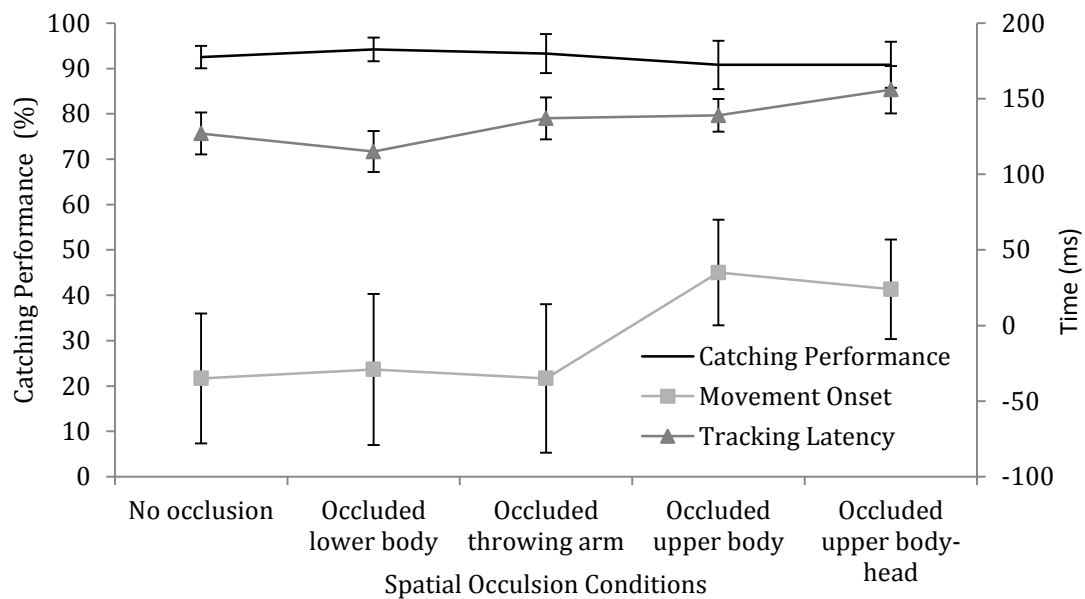 100
90
80
70
60
50
40
30
20
10
0
Catching Performance (%)
200
150
100
50
0
-50
-100
Time (ms)
Catching Performance
Movement Onset
Tracking Latency
No occlusion
Occluded
lower body
Occluded
throwing arm
Occluded
upper body
Occluded
upper body-
head
Spatial Occulsion Conditions